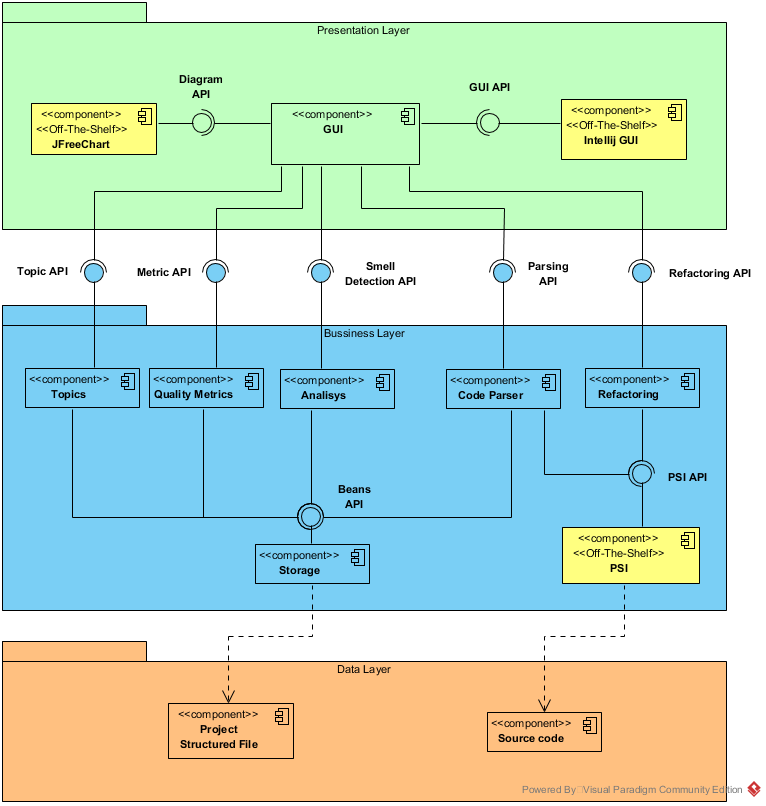 Presentation Layer
Diagram
API
GUI API
<<component>>
<<Off-The-Shelf>>
JFreeChart
<<component>>
GUI
<<component>>
<<Off-The-Shelf>>
Intellij GUI
Topic API
Metric API
Smell
Detection API
Parsing
API
Refactoring API
Bussiness Layer
<<component>>
Topics
<<component>>
Quality Metrics
<<component>>
Analisys
<<component>>
Code Parser
<<component>>
Refactoring
Beans
API
PSI API
<<component>>
Storage
<<component>>
<<Off-The-Shelf>>
PSI
Data Layer
<<component>>
Project
Structured File
<<component>>
Source code
Powered By Visual Paradigm Community Edition